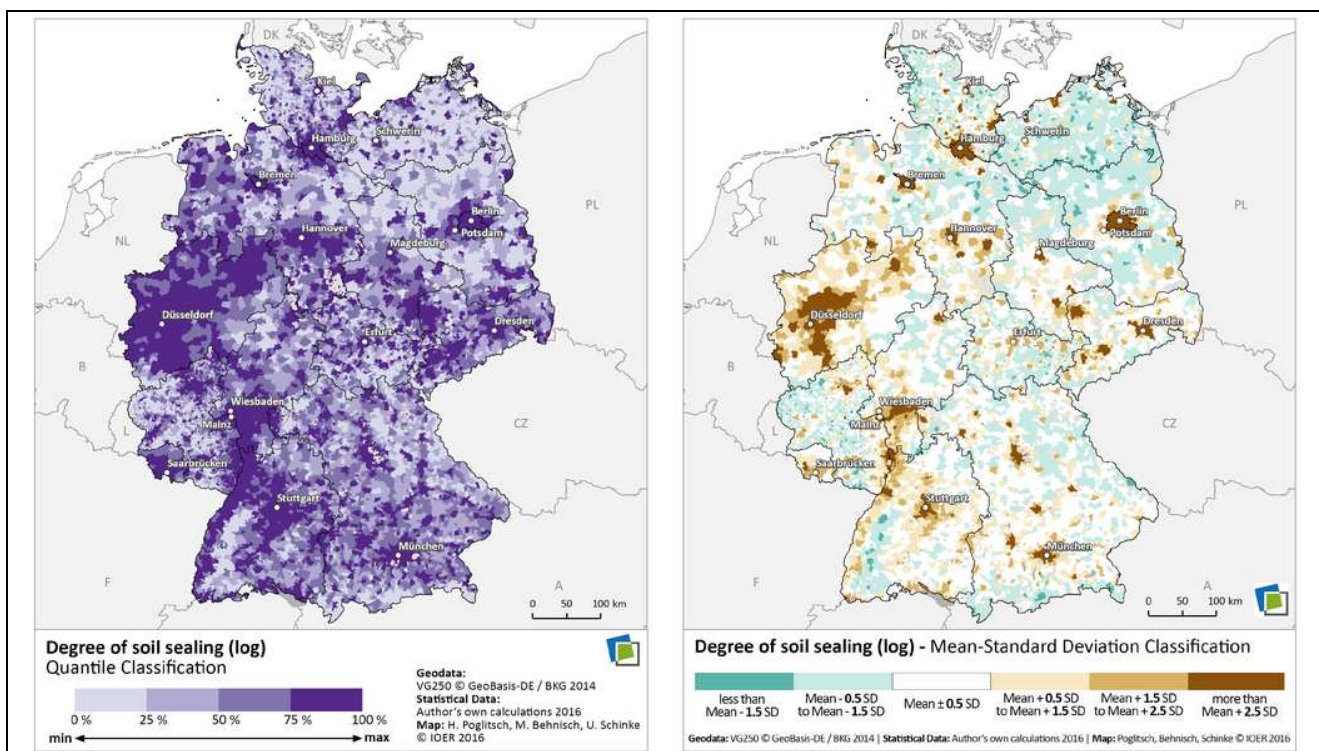 DK
Kiel
Hamburg
Schwerin
Bremen
Berlin
Potsdam
PL
Hannover
Magdeburg
NL
Düsseldorf
Dresden
Erfurt
B
Wiesbaden
Mainz
L
CZ
Saarbrücken
Stuttgart
München
F
A
0 50 100 km
Degree of soil sealing (log)
Quantile Classification
0 % 25 % 50 % 75 % 100 %
min max
Geodata:
VG250 © GeoBasis-DE / BKG 2014
Statistical Data:
Author's own calculations 2016
Map: H. Poglitsch, M. Behnisch, U. Schinke
© IOER 2016
DK
Kiel
Hamburg
Schwerin
Bremen
Berlin
Potsdam
PL
Hannover
Magdeburg
NL
Düsseldorf
Dresden
Erfurt
B
Wiesbaden
Mainz
L
CZ
Saarbrücken
Stuttgart
München
F
A
0 50 100 km
Degree of soil sealing (log) - Mean-Standard Deviation Classification
less than
Mean - 1.5 SD
Mean - 0.5 SD
to Mean - 1.5 SD
Mean ± 0.5 SD
Mean + 0.5 SD
to Mean + 1.5 SD
Mean + 1.5 SD
to Mean + 2.5 SD
more than
Mean + 2.5 SD
Geodata: VG250 © GeoBasis-DE / BKG 2014 | Statistical Data: Author's own calculations 2016 | Map: Poglitsch, Behnisch, Schinke © IOER 2016